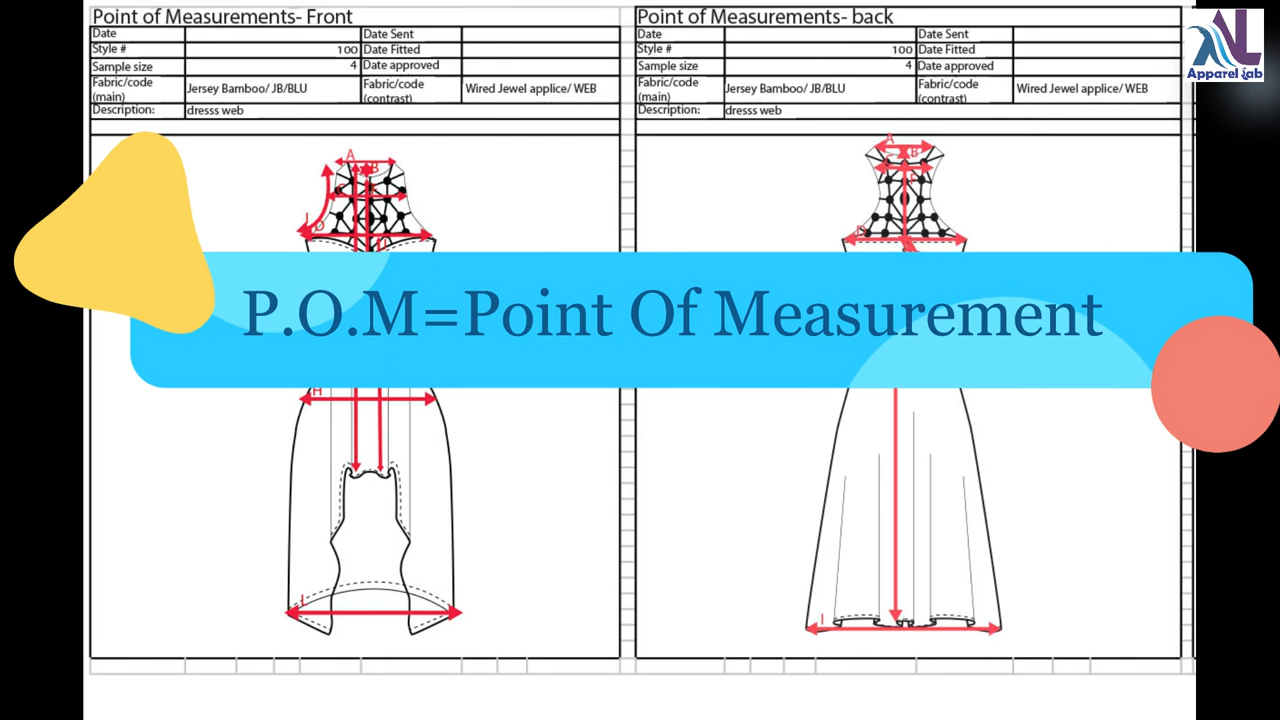 Point of Measurements- Front
Date
Date Sent
Style #
100
Date Fitted
Sample size
4
Date approved
Fabric/code
(main)
Jersey Bamboo/ JB/BLU
Fabric/code
(contrast)
Wired Jewel applice/ WEB
Description:
dresss web
A
B
D
H
I
Point of Measurements- back
Date
Date Sent
Style #
100
Date Fitted
Sample size
4
Date approved
Fabric/code
(main)
Jersey Bamboo/ JB/BLU
Fabric/code
(contrast)
Wired Jewel applice/ WEB
Description:
dresss web
A
B
D
I
P.O.M=Point Of Measurement
AL
Apparel Lab